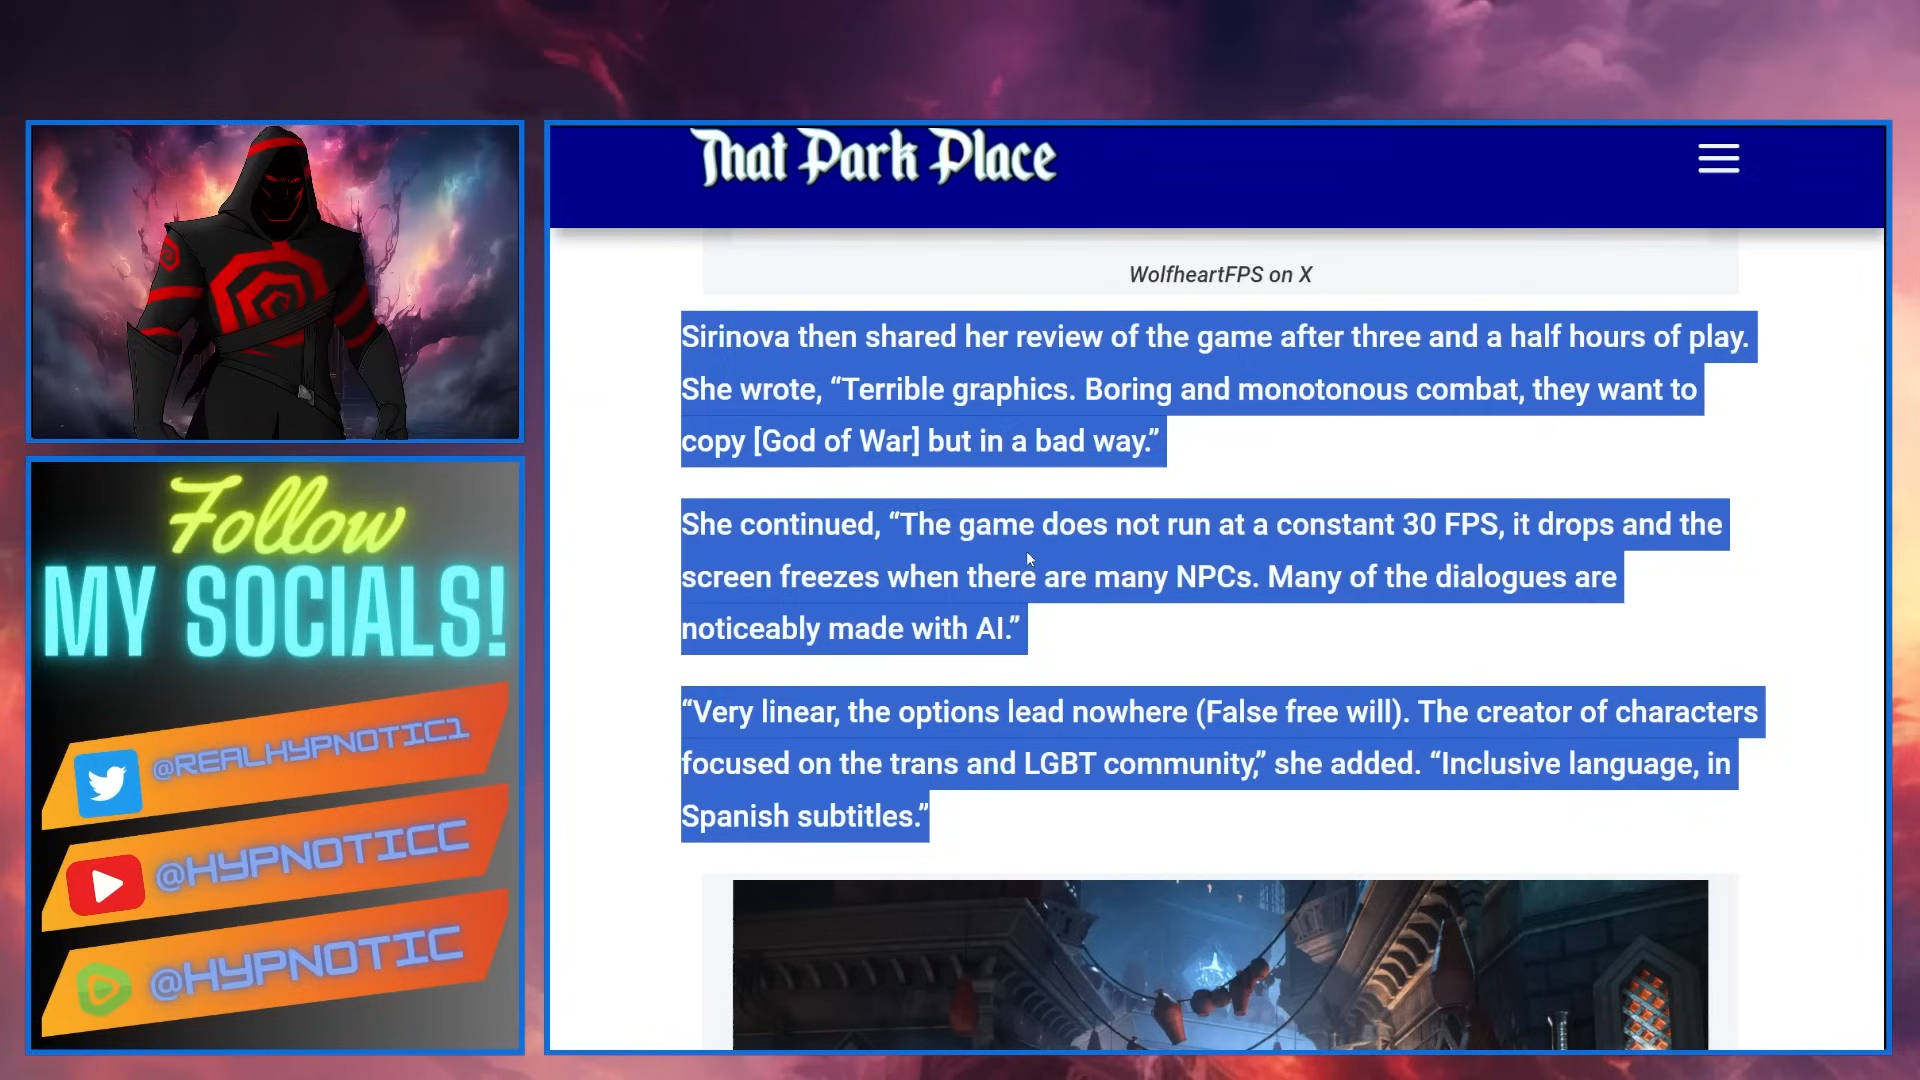 That Park Place
WolfheartFPS on X
Sirinova then shared her review of the game after three and a half hours of play.
She wrote, “Terrible graphics. Boring and monotonous combat, they want to
copy [God of War] but in a bad way.”
She continued, “The game does not run at a constant 30 FPS, it drops and the
screen freezes when there are many NPCs. Many of the dialogues are
noticeably made with AI.”
“Very linear, the options lead nowhere (False free will). The creator of characters
focused on the trans and LGBT community,” she added. “Inclusive language, in
Spanish subtitles.”
Follow
MY SOCIALS!
@REALHYPNOTIC1
@HYPNOTICC
@HYPNOTIC